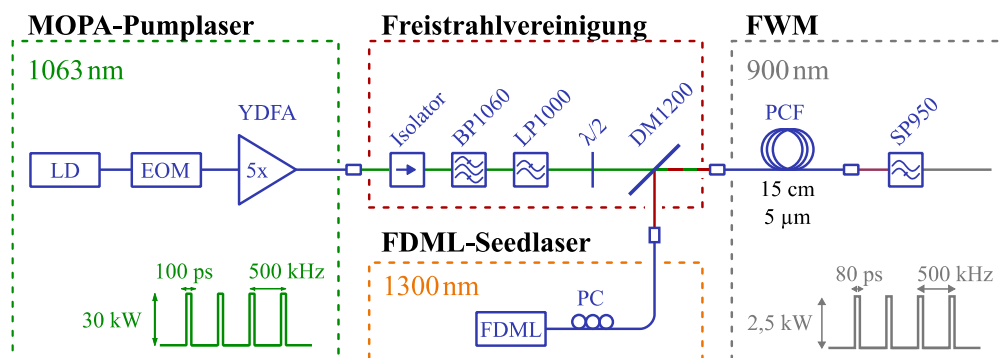 MOPA-Pumplaser
1063 nm
YDFA
LD
EOM
5x
100 ps
500 kHz
30 kW
Freistrahlvereinigung
Isolator
BP1060
LP1000
λ/2
DM1200
FDML-Seedlaser
1300 nm
PC
FDML
FWM
900 nm
PCF
SP950
15 cm
5 µm
80 ps
500 kHz
2,5 kW